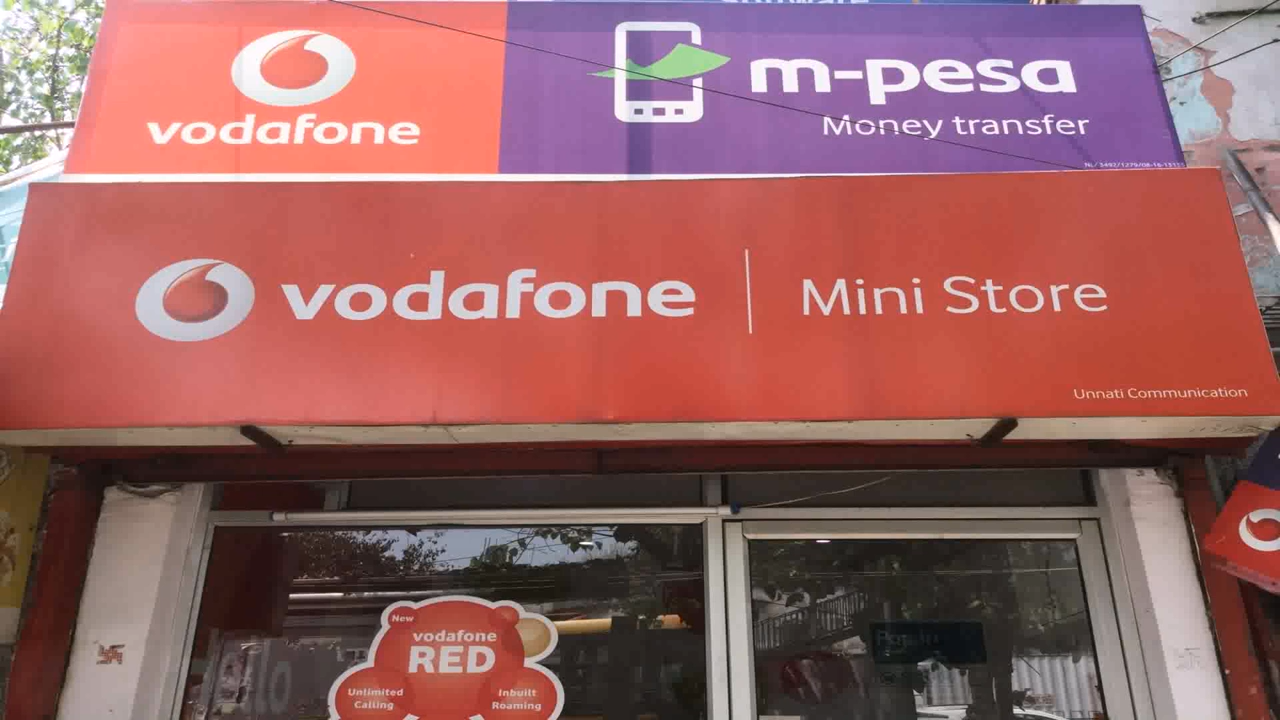 vodafone
m-pesa
Money transfer
vodafone
Mini Store
Unnati Communication
New
vodafone
RED
Unlimited
Calling
Inbuilt
Roaming